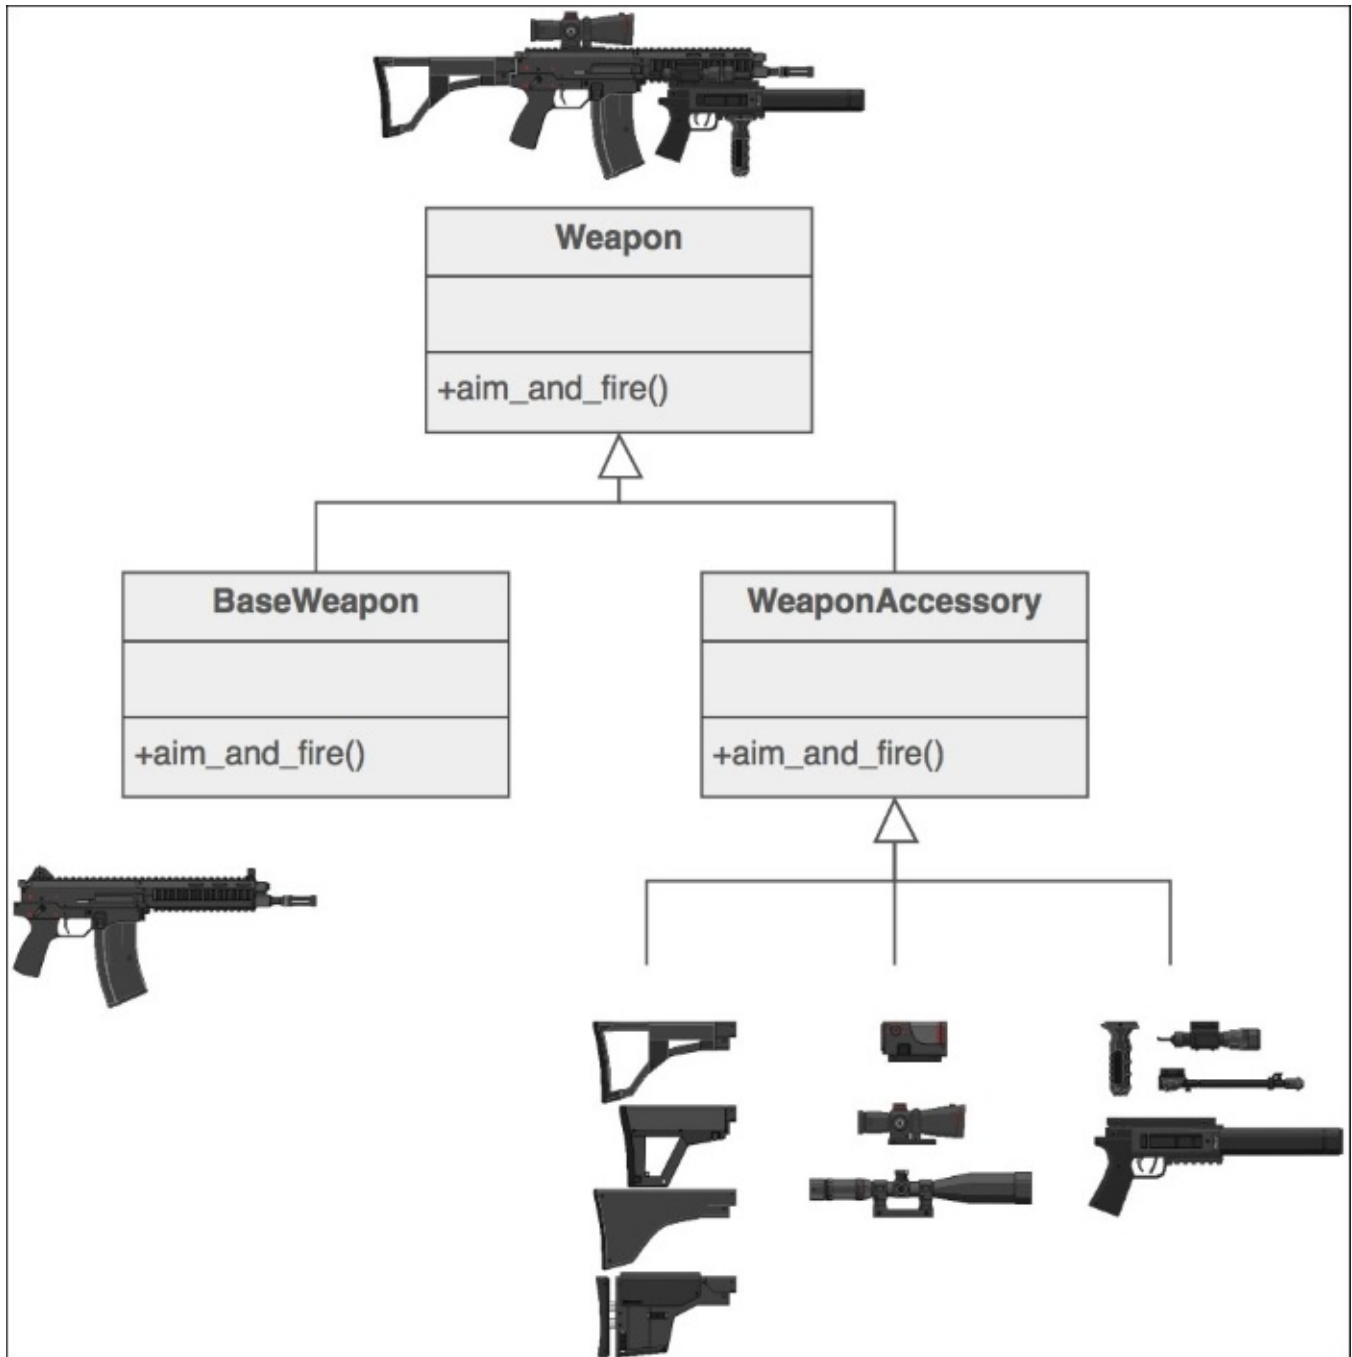 Weapon
+aim_and_fire()
BaseWeapon
+aim_and_fire()
WeaponAccessory
+aim_and_fire()